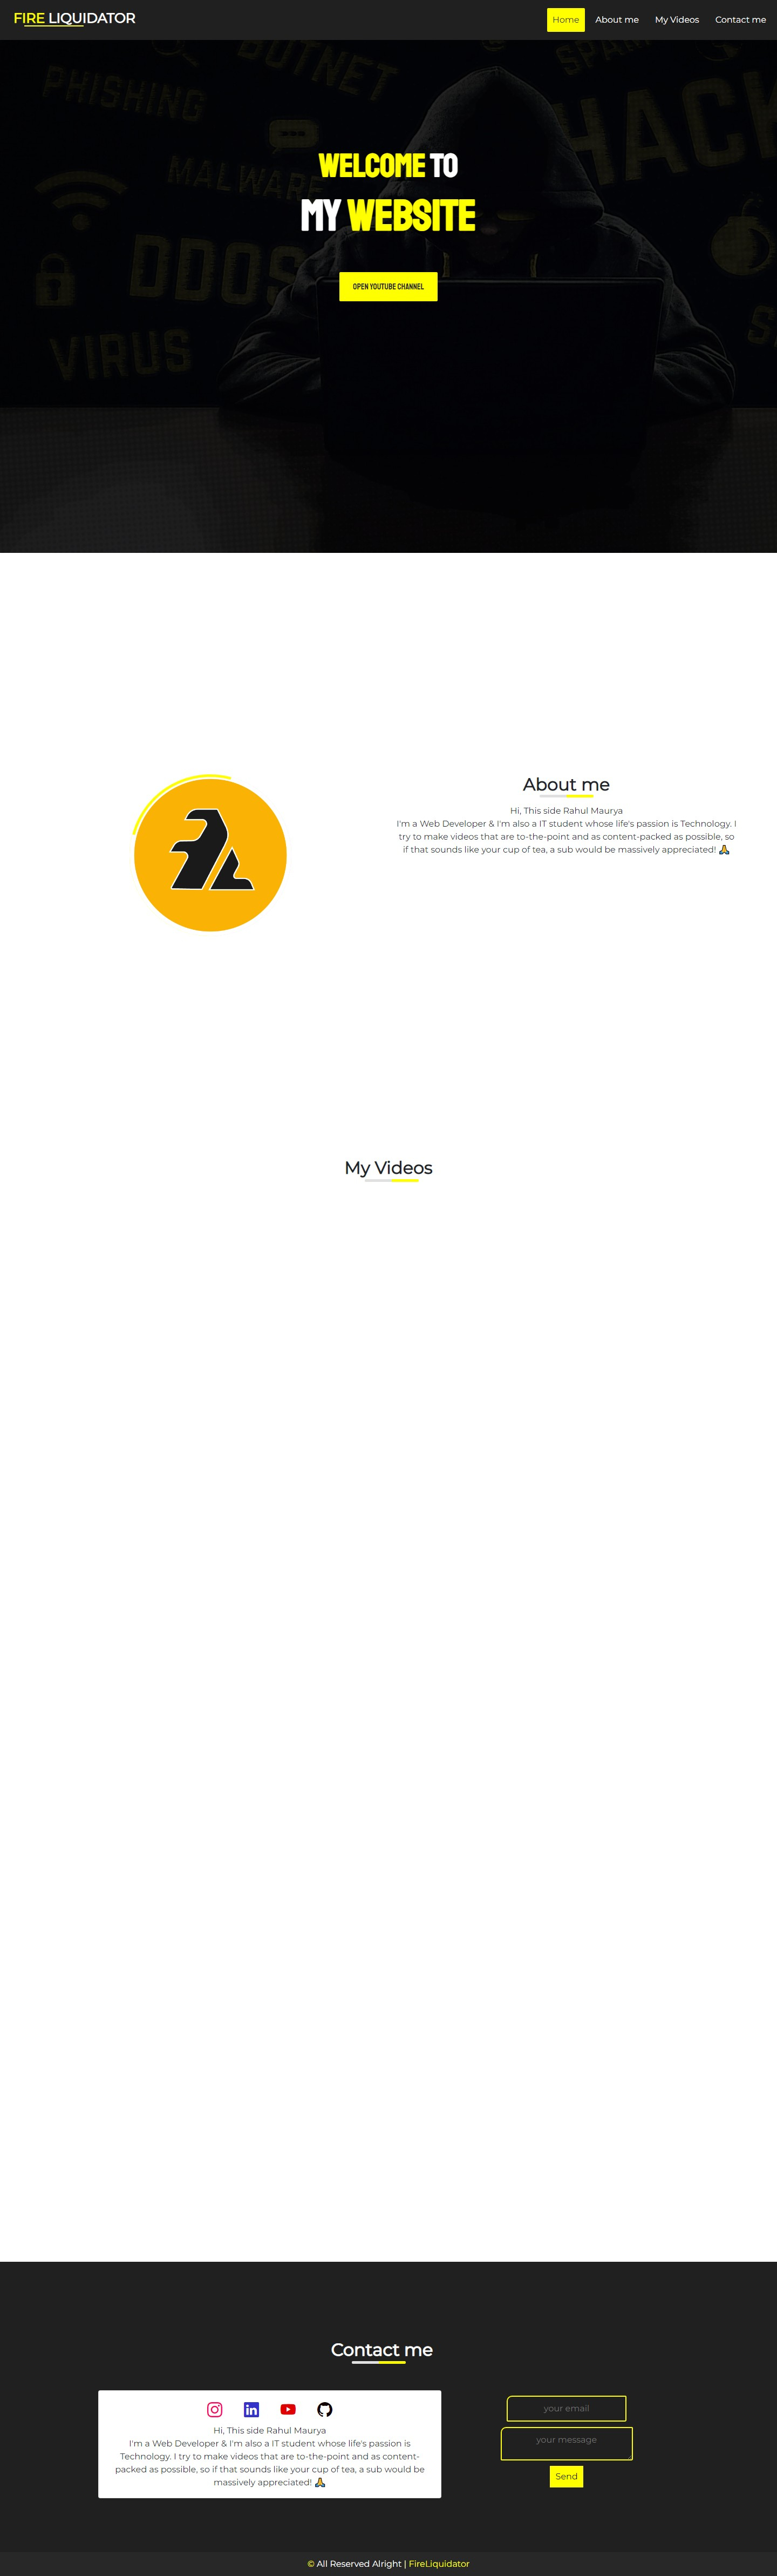 FIRE LIQUIDATOR
Home
About me
My Videos
Contact me
PHISHING
BOTNET
HACK
MALWARE
DDOS
VIRUS
WELCOME TO
MY WEBSITE
OPEN YOUTUBE CHANNEL
About me
Hi, This side Rahul Maurya
I'm a Web Developer & I'm also a IT student whose life's passion is Technology. I
try to make videos that are to-the-point and as content-packed as possible, so
if that sounds like your cup of tea, a sub would be massively appreciated! 🙏
My Videos
Contact me
Hi, This side Rahul Maurya
I'm a Web Developer & I'm also a IT student whose life's passion is
Technology. I try to make videos that are to-the-point and as content-
packed as possible, so if that sounds like your cup of tea, a sub would be
massively appreciated! 🙏
your email
your message
Send
© All Reserved Alright | FireLiquidator